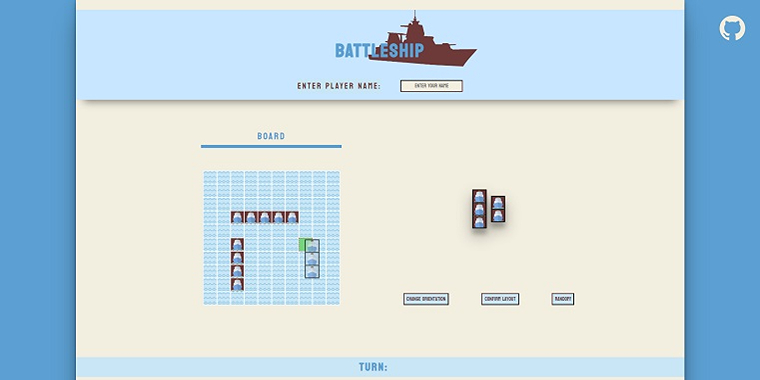 BATTLESHIP
ENTER PLAYER NAME: ENTER YOUR NAME
BOARD
CHANGE ORIENTATION CONFIRM LAYOUT RANDOM
TURN: